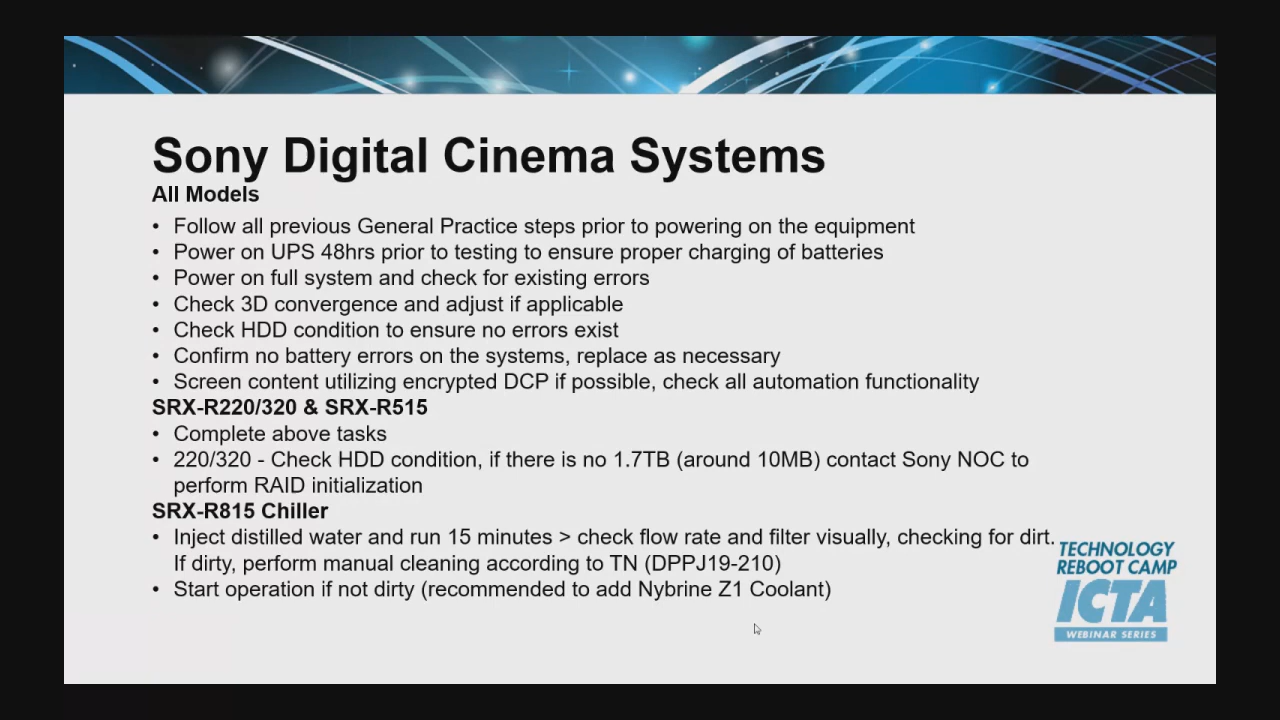 Sony Digital Cinema Systems
All Models
• Follow all previous General Practice steps prior to powering on the equipment
• Power on UPS 48hrs prior to testing to ensure proper charging of batteries
• Power on full system and check for existing errors
• Check 3D convergence and adjust if applicable
• Check HDD condition to ensure no errors exist
• Confirm no battery errors on the systems, replace as necessary
• Screen content utilizing encrypted DCP if possible, check all automation functionality
SRX-R220/320 & SRX-R515
• Complete above tasks
• 220/320 - Check HDD condition, if there is no 1.7TB (around 10MB) contact Sony NOC to
perform RAID initialization
SRX-R815 Chiller
• Inject distilled water and run 15 minutes > check flow rate and filter visually, checking for dirt.
If dirty, perform manual cleaning according to TN (DPPJ19-210)
• Start operation if not dirty (recommended to add Nybrine Z1 Coolant)
TECHNOLOGY
REBOOT CAMP
ICTA
WEBINAR SERIES